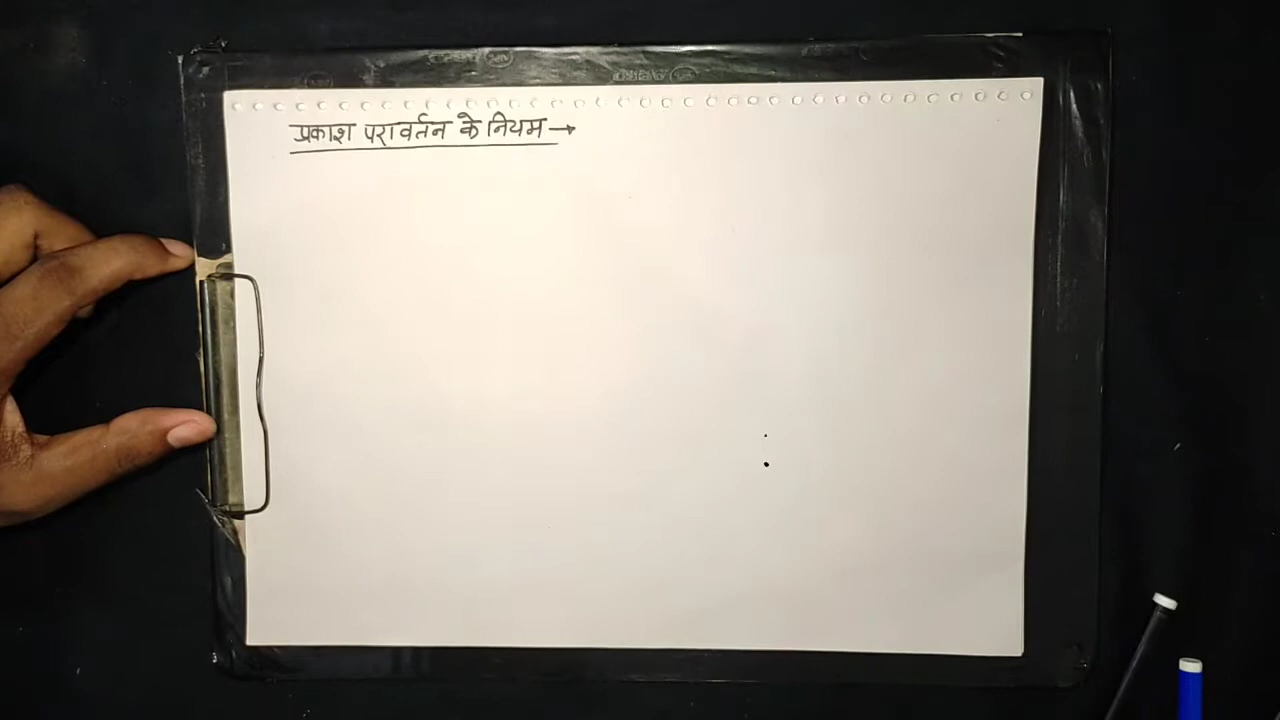 प्रकाश परावर्तन के नियम →